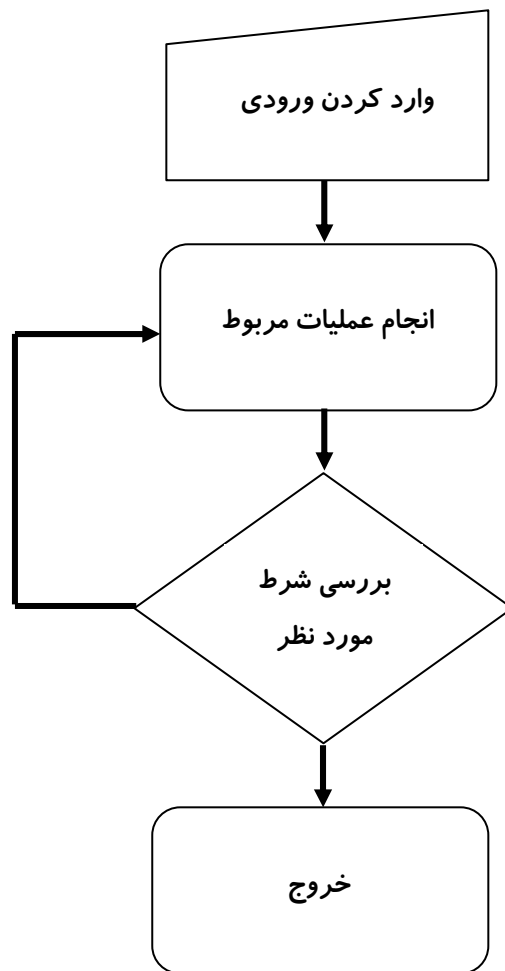 وارد کردن ورودی
انجام عملیات مربوط
بررسی شرط
مورد نظر
خروج